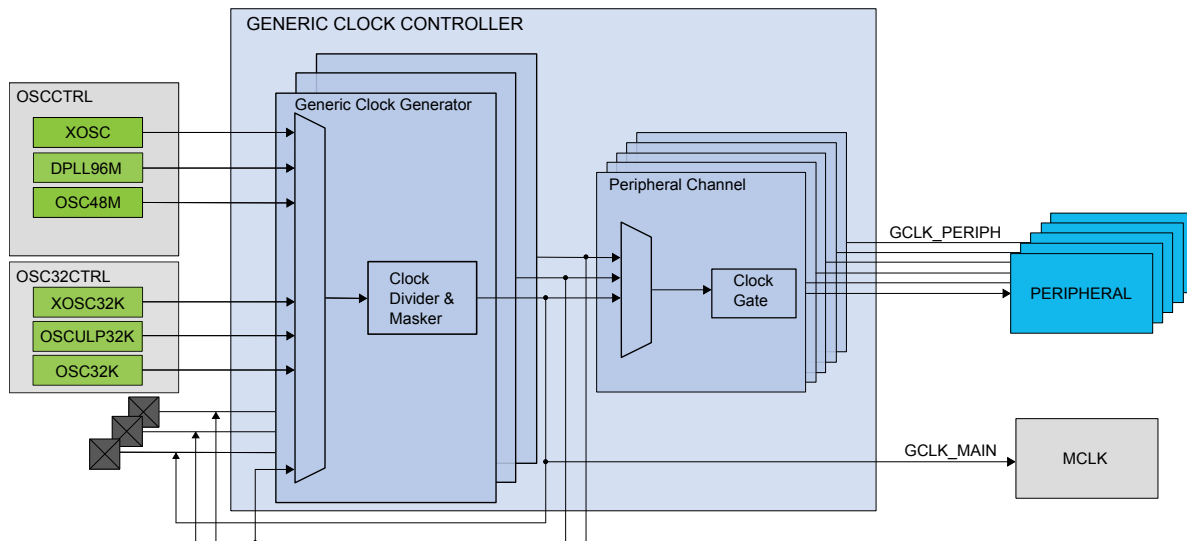 GENERIC CLOCK CONTROLLER
OSCCTRL
XOSC
DPLL96M
OSC48M
OSC32CTRL
XOSC32K
OSCULP32K
OSC32K
Generic Clock Generator
Clock
Divider &
Masker
Peripheral Channel
Clock
Gate
GCLK_PERIPH
PERIPHERAL
GCLK_MAIN
MCLK